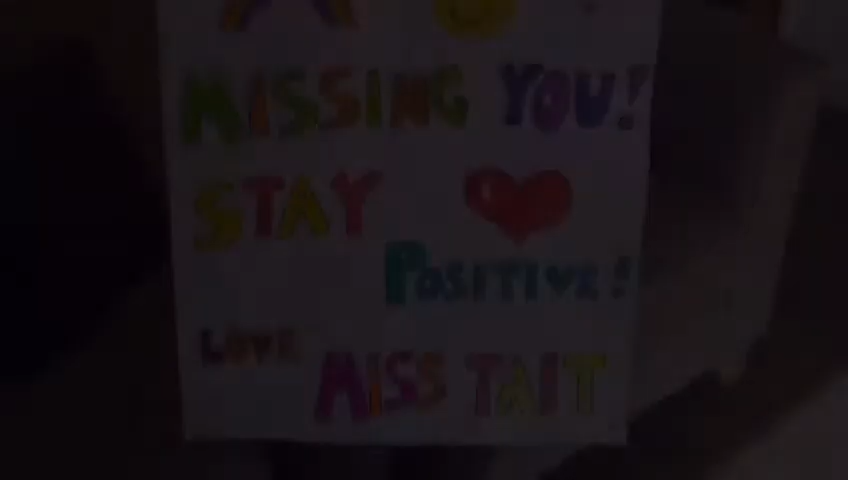 MISSING YOU!
STAY
POSITIVE!
LOVE
MISS TAIT